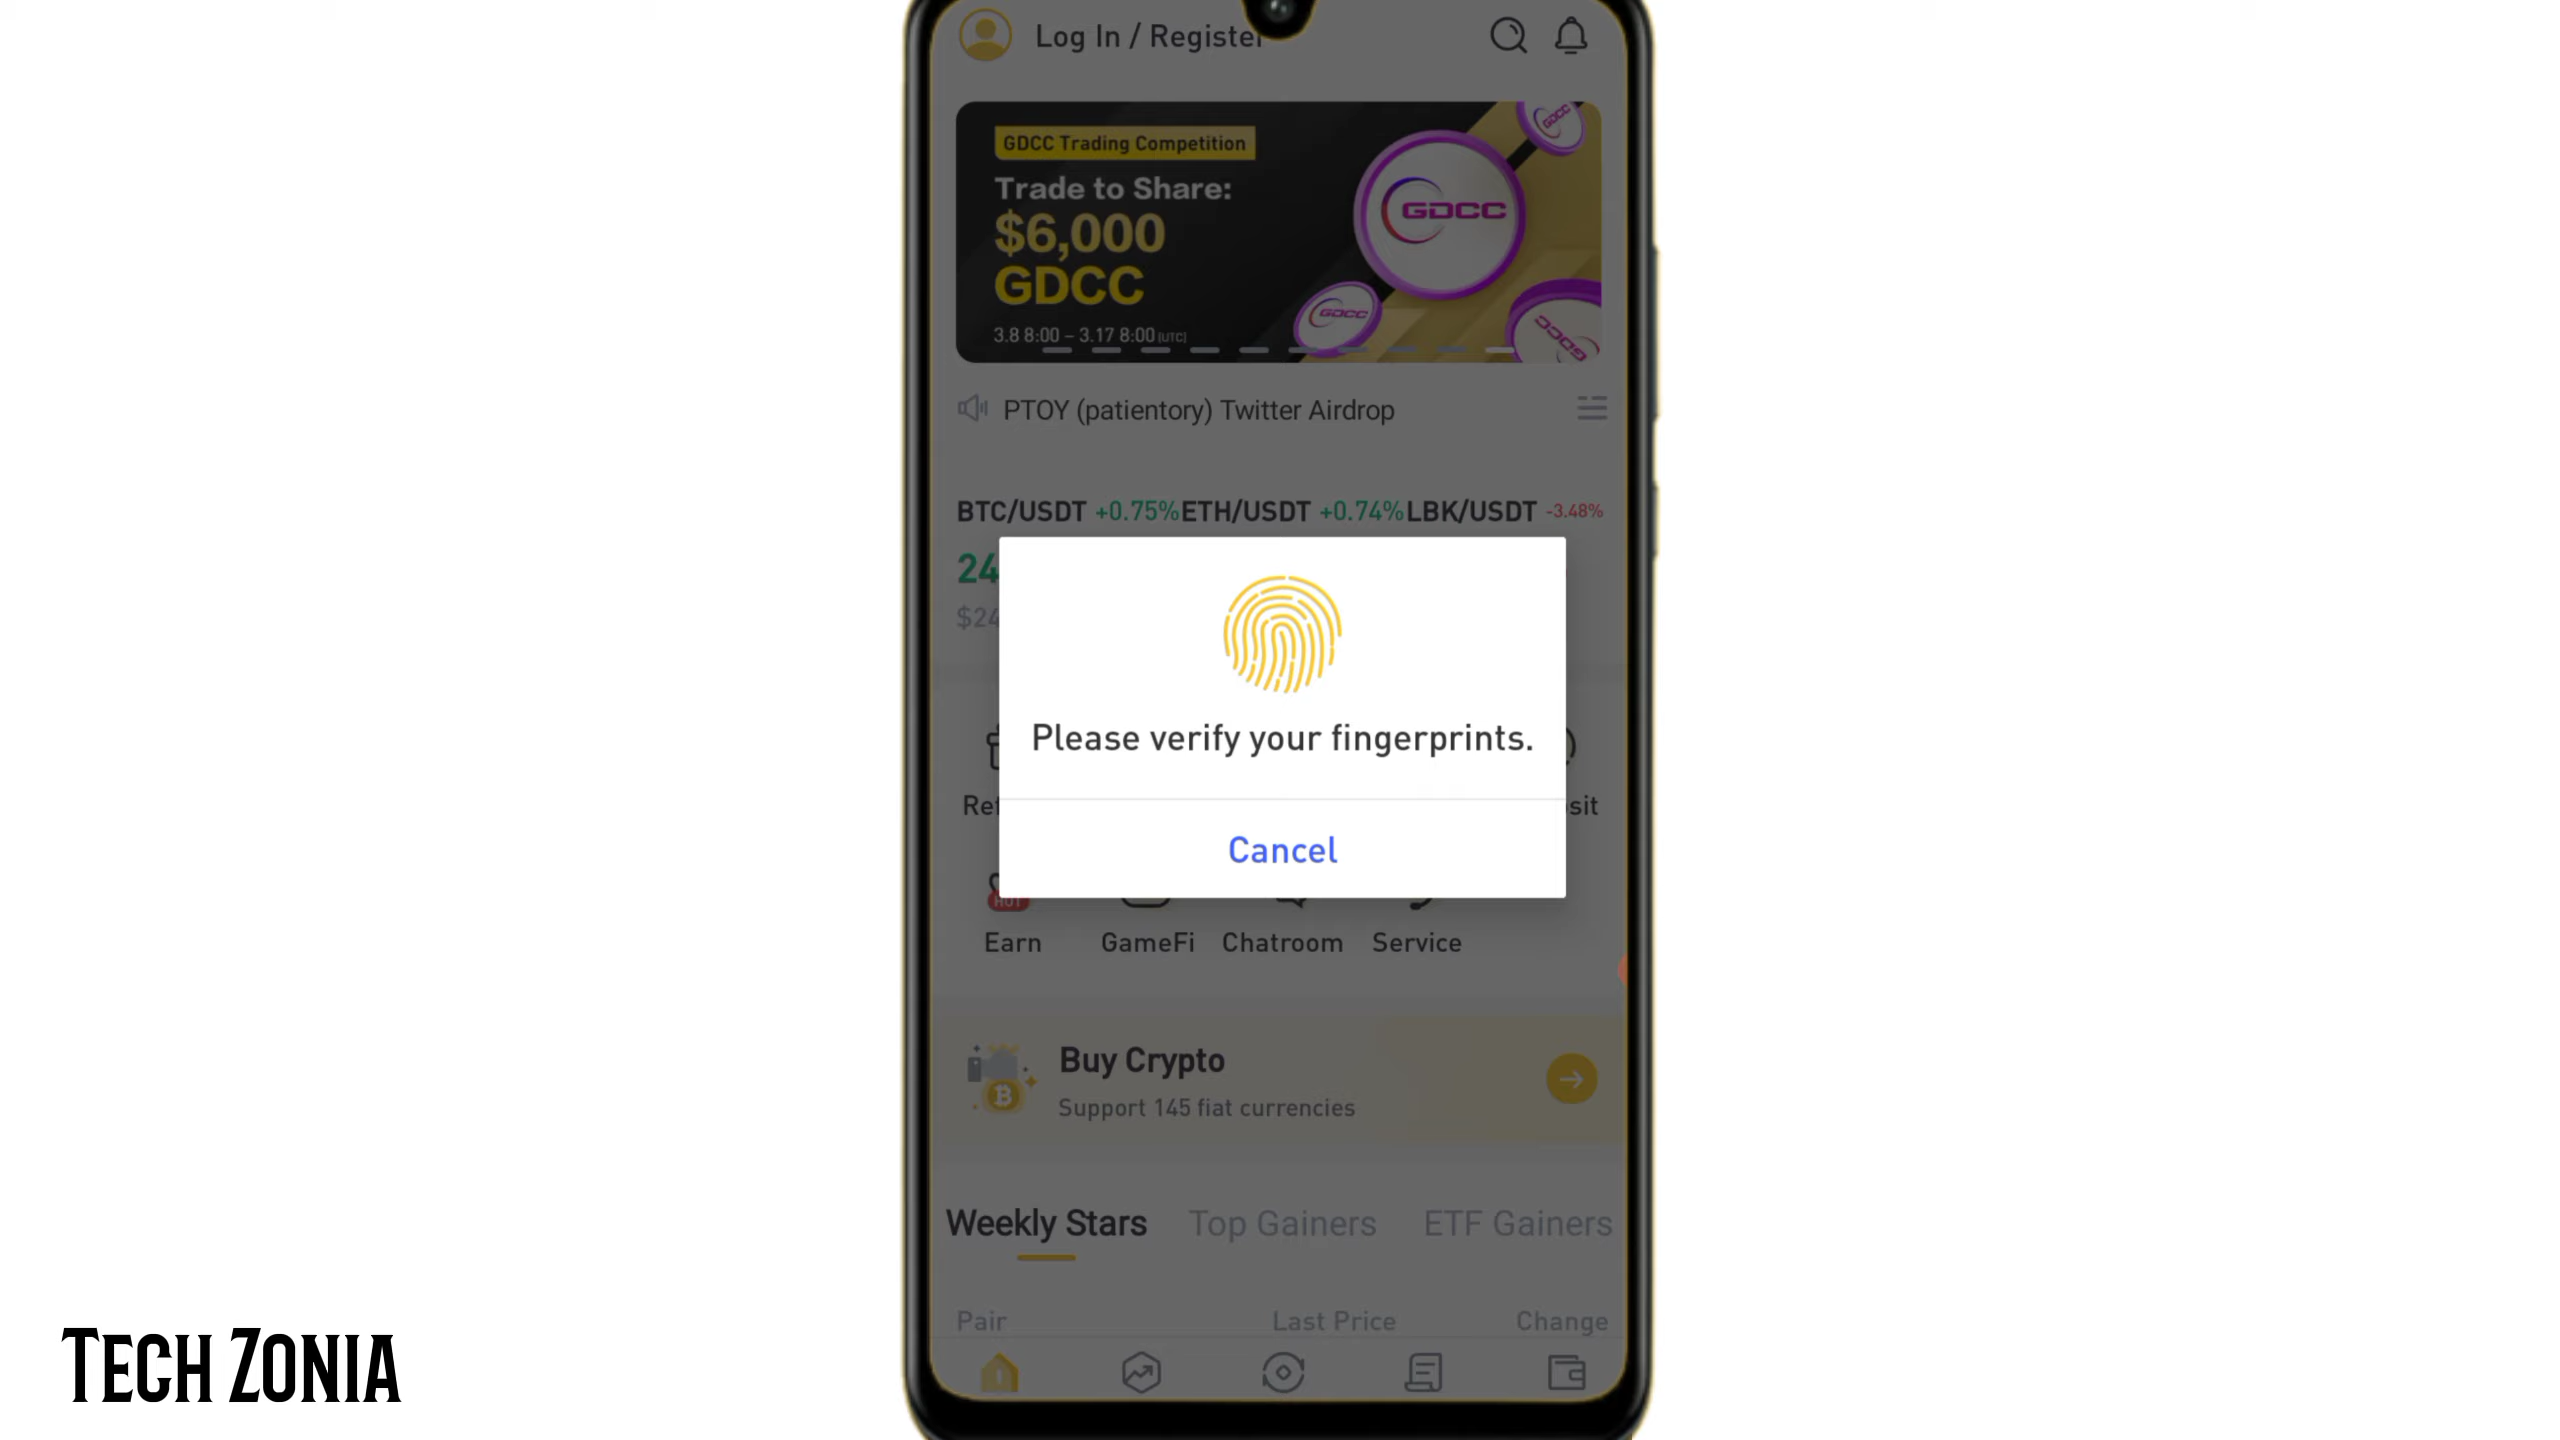 Log In / Register
GDCC Trading Competition
Trade to Share:
$6,000
GDCC
3.8 8:00 – 3.17 8:00 (UTC)
GDCC
GDCC
GDCC
GDCC
PTOY (patientory) Twitter Airdrop
BTC/USDT +0.75% ETH/USDT +0.74% LBK/USDT -3.48%
24
$24
Please verify your fingerprints.
Cancel
HOT
Earn GameFi Chatroom Service
Buy Crypto
Support 145 fiat currencies
Weekly Stars Top Gainers ETF Gainers
Pair Last Price Change
TECH ZONIA